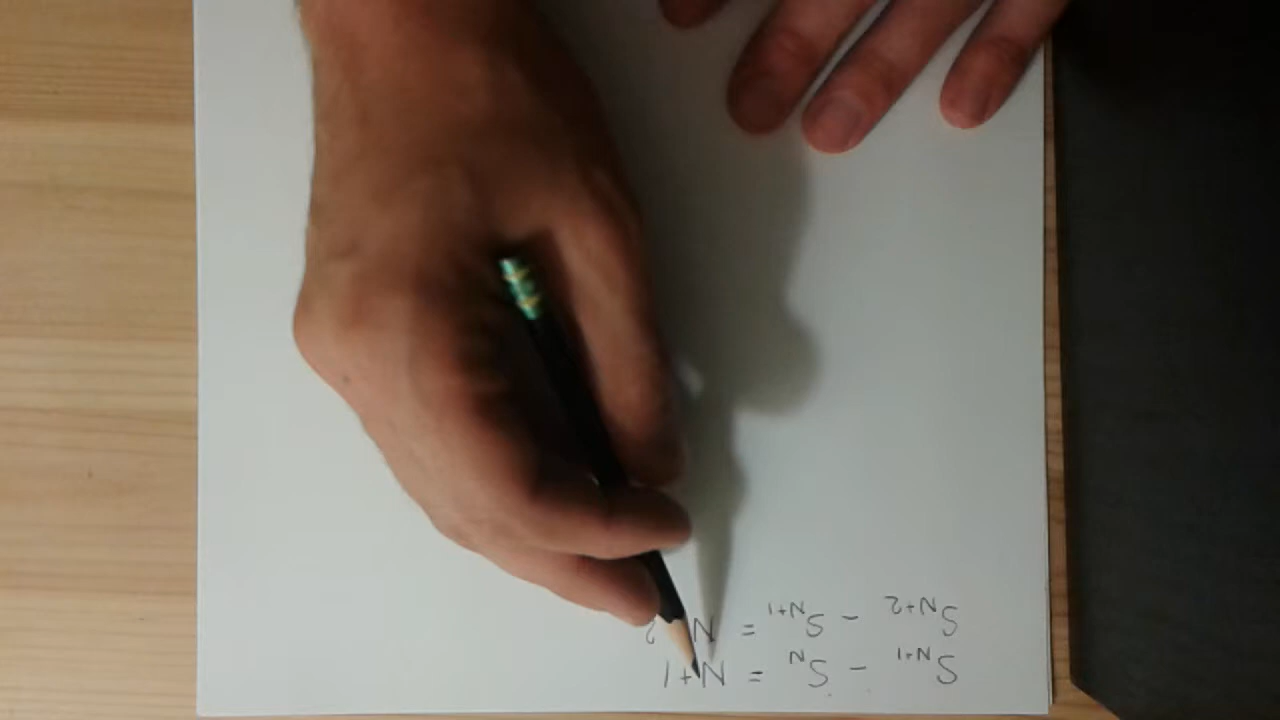 S_{N+1} - S_N = N+1
S_{N+2} - S_{N+1} = N 2